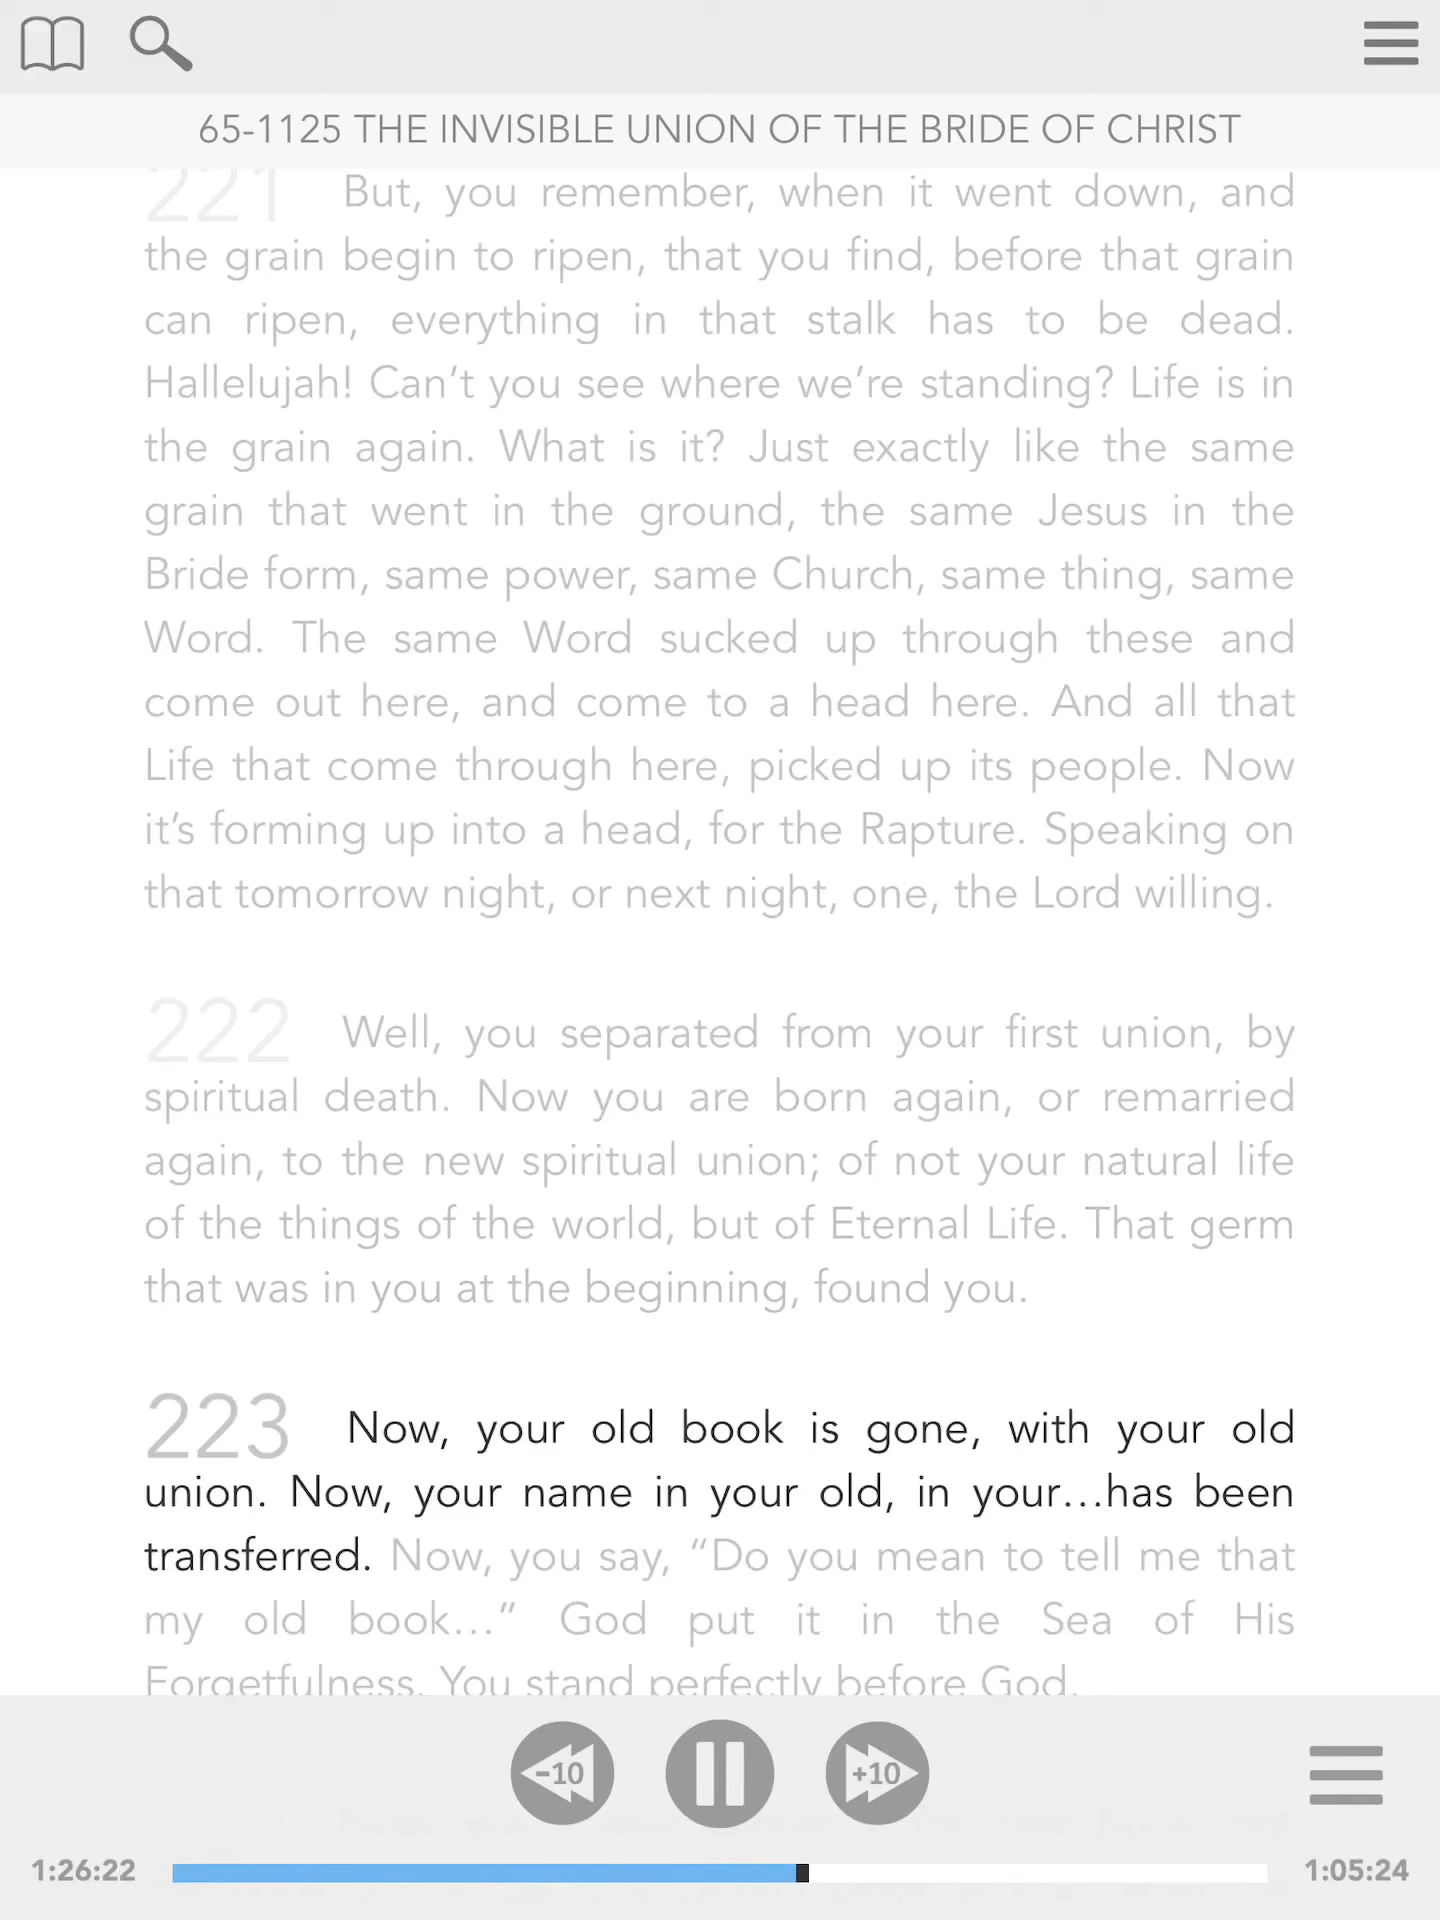 65-1125 THE INVISIBLE UNION OF THE BRIDE OF CHRIST
221 But, you remember, when it went down, and
the grain begin to ripen, that you find, before that grain
can ripen, everything in that stalk has to be dead.
Hallelujah! Can’t you see where we’re standing? Life is in
the grain again. What is it? Just exactly like the same
grain that went in the ground, the same Jesus in the
Bride form, same power, same Church, same thing, same
Word. The same Word sucked up through these and
come out here, and come to a head here. And all that
Life that come through here, picked up its people. Now
it’s forming up into a head, for the Rapture. Speaking on
that tomorrow night, or next night, one, the Lord willing.
222 Well, you separated from your first union, by
spiritual death. Now you are born again, or remarried
again, to the new spiritual union; of not your natural life
of the things of the world, but of Eternal Life. That germ
that was in you at the beginning, found you.
223 Now, your old book is gone, with your old
union. Now, your name in your old, in your…has been
transferred. Now, you say, “Do you mean to tell me that
my old book…” God put it in the Sea of His
Forgetfulness. You stand perfectly before God.
-10 +10
1:26:22 1:05:24